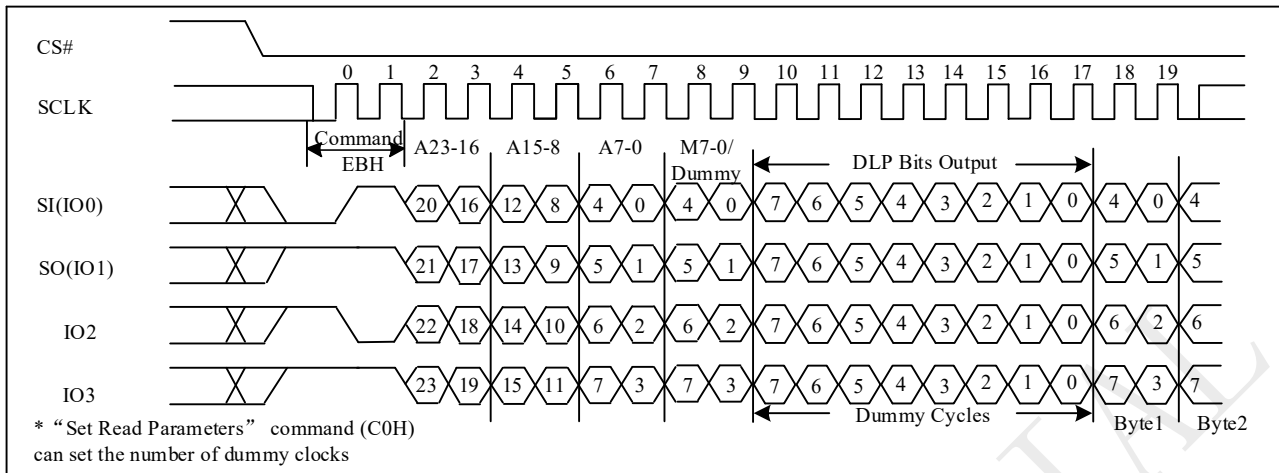 CS#
0 1 2 3 4 5 6 7 8 9 10 11 12 13 14 15 16 17 18 19
SCLK
Command
EBH
A23-16 A15-8 A7-0 M7-0/
Dummy
DLP Bits Output
SI(IO0) 20 16 12 8 4 0 4 0 7 6 5 4 3 2 1 0 4 0 4
SO(IO1) 21 17 13 9 5 1 5 1 7 6 5 4 3 2 1 0 5 1 5
IO2 22 18 14 10 6 2 6 2 7 6 5 4 3 2 1 0 6 2 6
IO3 23 19 15 11 7 3 7 3 7 6 5 4 3 2 1 0 7 3 7
Dummy Cycles Byte1 Byte2
* “Set Read Parameters” command (C0H)
can set the number of dummy clocks